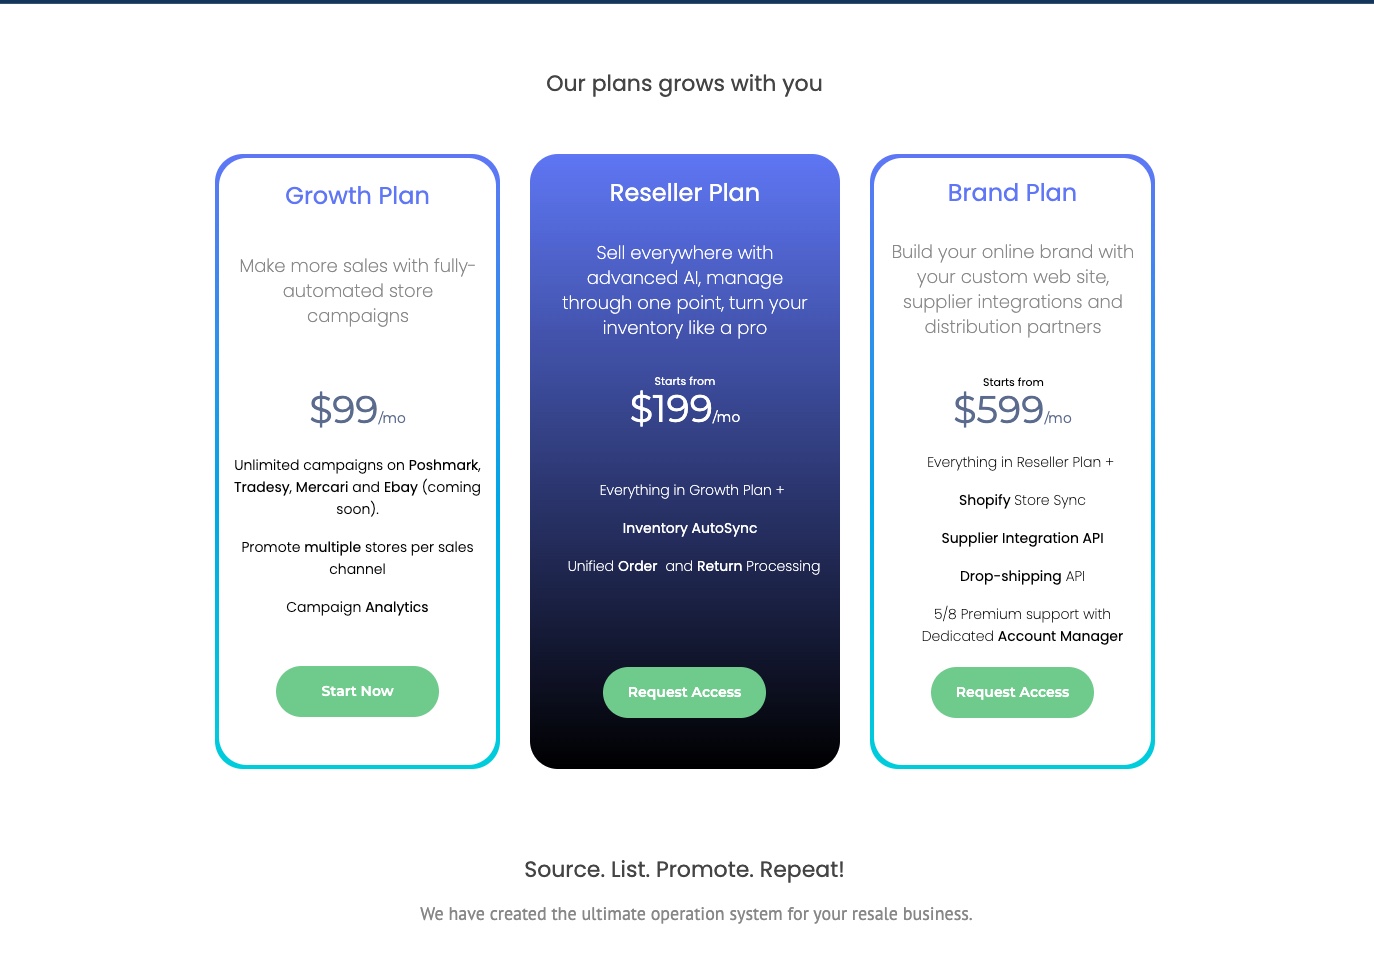 Our plans grows with you
Growth Plan
Make more sales with fully-
automated store
campaigns
$99/mo
Unlimited campaigns on Poshmark,
Tradesy, Mercari and Ebay (coming
soon).
Promote multiple stores per sales
channel
Campaign Analytics
Start Now
Reseller Plan
Sell everywhere with
advanced AI, manage
through one point, turn your
inventory like a pro
Starts from
$199/mo
Everything in Growth Plan +
Inventory AutoSync
Unified Order and Return Processing
Request Access
Brand Plan
Build your online brand with
your custom web site,
supplier integrations and
distribution partners
Starts from
$599/mo
Everything in Reseller Plan +
Shopify Store Sync
Supplier Integration API
Drop-shipping API
5/8 Premium support with
Dedicated Account Manager
Request Access
Source. List. Promote. Repeat!
We have created the ultimate operation system for your resale business.